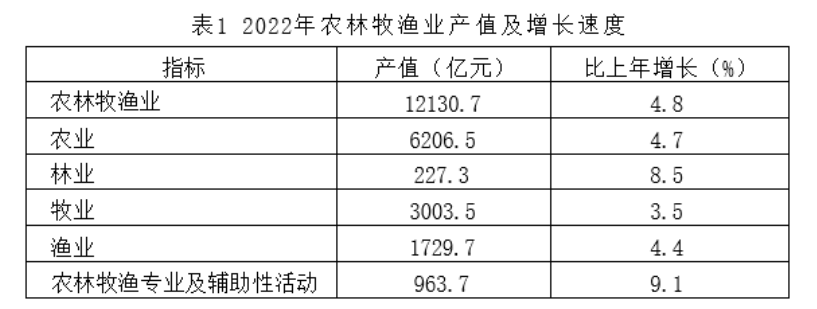 表1 2022年农林牧渔业产值及增长速度
指标 产值（亿元） 比上年增长（%）
农林牧渔业 12130.7 4.8
农业 6206.5 4.7
林业 227.3 8.5
牧业 3003.5 3.5
渔业 1729.7 4.4
农林牧渔专业及辅助性活动 963.7 9.1